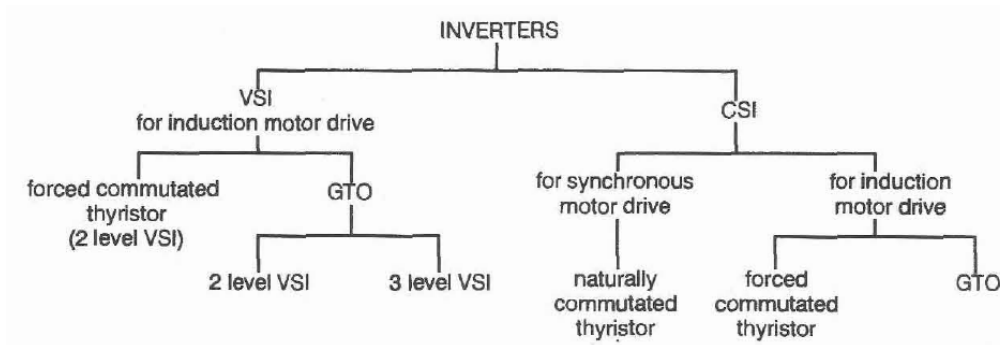 INVERTERS
VSI
for induction motor drive
CSI
forced commutated
thyristor
(2 level VSI)
GTO
for synchronous
motor drive
for induction
motor drive
2 level VSI
3 level VSI
naturally
commutated
thyristor
forced
commutated
thyristor
GTO